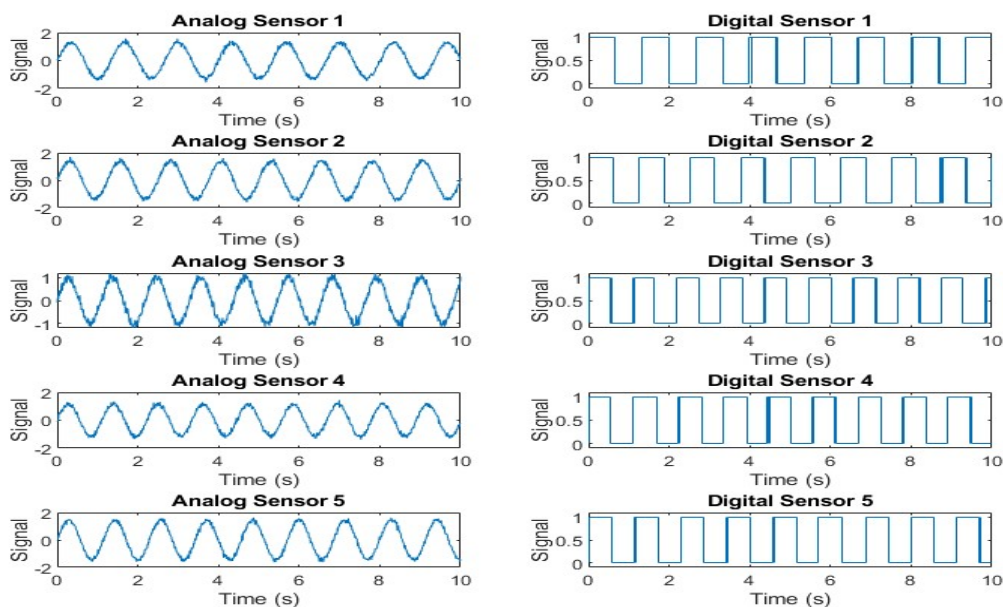 Analog Sensor 1
Signal
2
0
-2
0 2 4 6 8 10
Time (s)
Digital Sensor 1
Signal
1
0.5
0
0 2 4 6 8 10
Time (s)
Analog Sensor 2
Signal
2
0
-2
0 2 4 6 8 10
Time (s)
Digital Sensor 2
Signal
1
0.5
0
0 2 4 6 8 10
Time (s)
Analog Sensor 3
Signal
1
0
-1
0 2 4 6 8 10
Time (s)
Digital Sensor 3
Signal
1
0.5
0
0 2 4 6 8 10
Time (s)
Analog Sensor 4
Signal
2
0
-2
0 2 4 6 8 10
Time (s)
Digital Sensor 4
Signal
1
0.5
0
0 2 4 6 8 10
Time (s)
Analog Sensor 5
Signal
2
0
-2
0 2 4 6 8 10
Time (s)
Digital Sensor 5
Signal
1
0.5
0
0 2 4 6 8 10
Time (s)